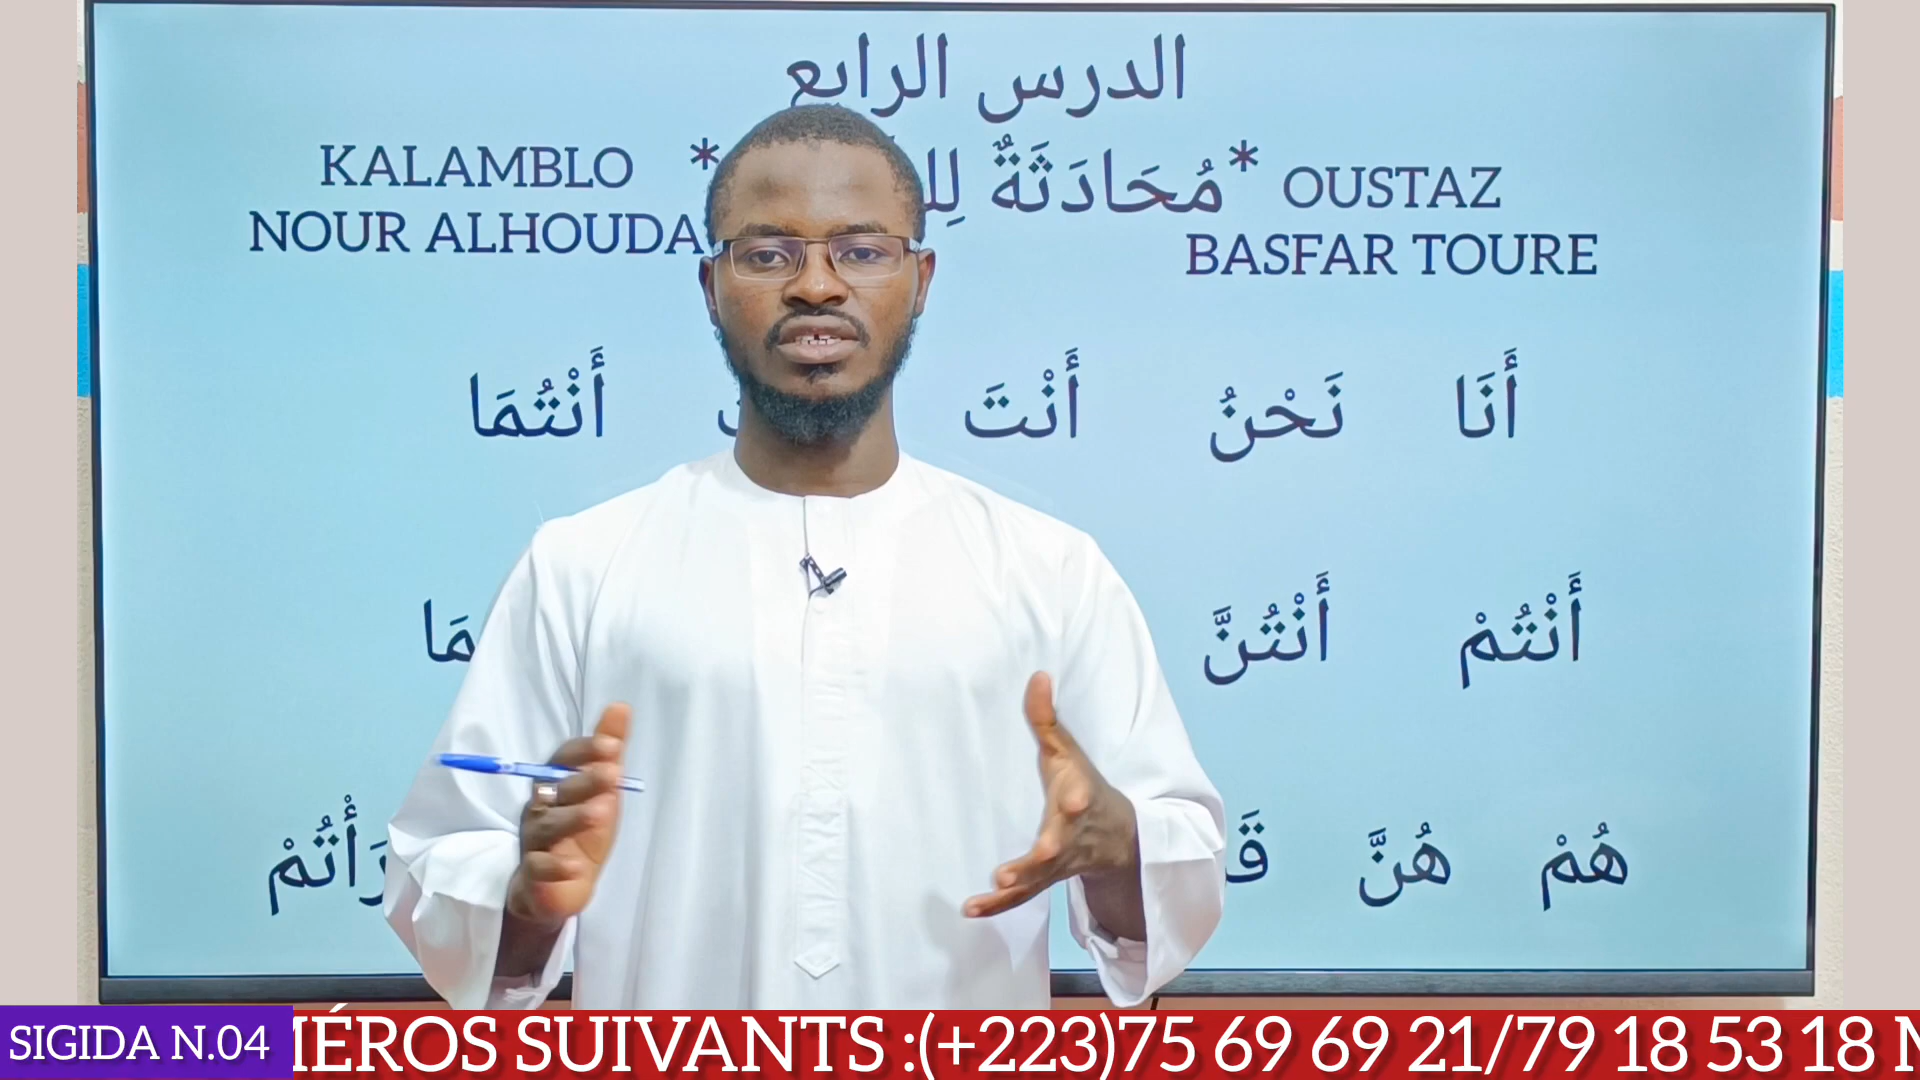 الدرس الرابع
KALAMBLO
NOUR ALHOUDA
* مُحَادَثَةٌ *
OUSTAZ
BASFAR TOURE
أَنَا نَحْنُ أَنْتَ أَنْتُمَا
أَنْتُمْ أَنْتُنَّ
هُمْ هُنَّ
SIGIDA N.04
SUIVANTS :(+223)75 69 69 21/79 18 53 18